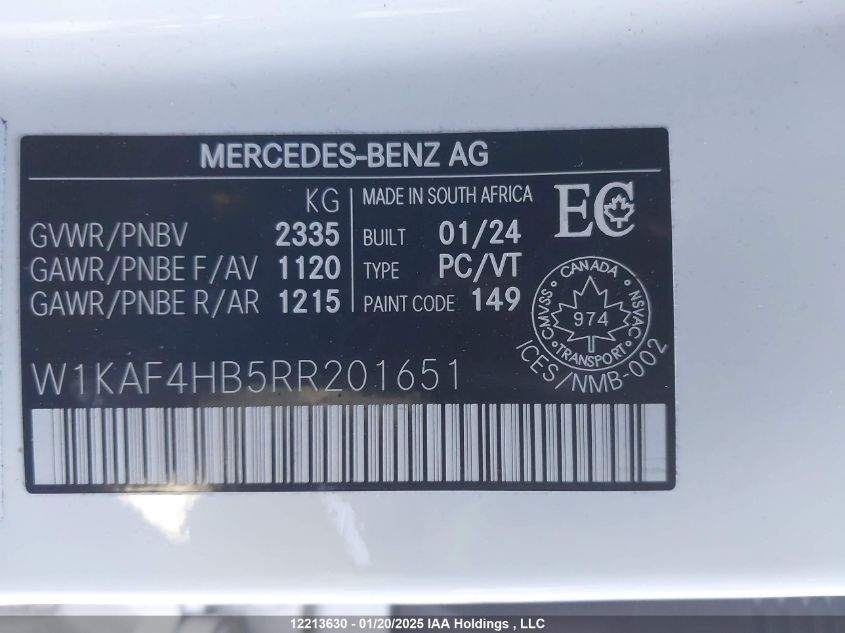 MERCEDES-BENZ AG
KG
GVWR/PNBV 2335
GAWR/PNBE F/AV 1120
GAWR/PNBE R/AR 1215
MADE IN SOUTH AFRICA
BUILT 01/24
TYPE PC/VT
PAINT CODE 149
EC
CANADA
CMVSS NSVAC
974
TRANSPORT
ICES/NMB-002
W1KAF4HB5RR201651
12213630 - 01/20/2025 IAA Holdings , LLC